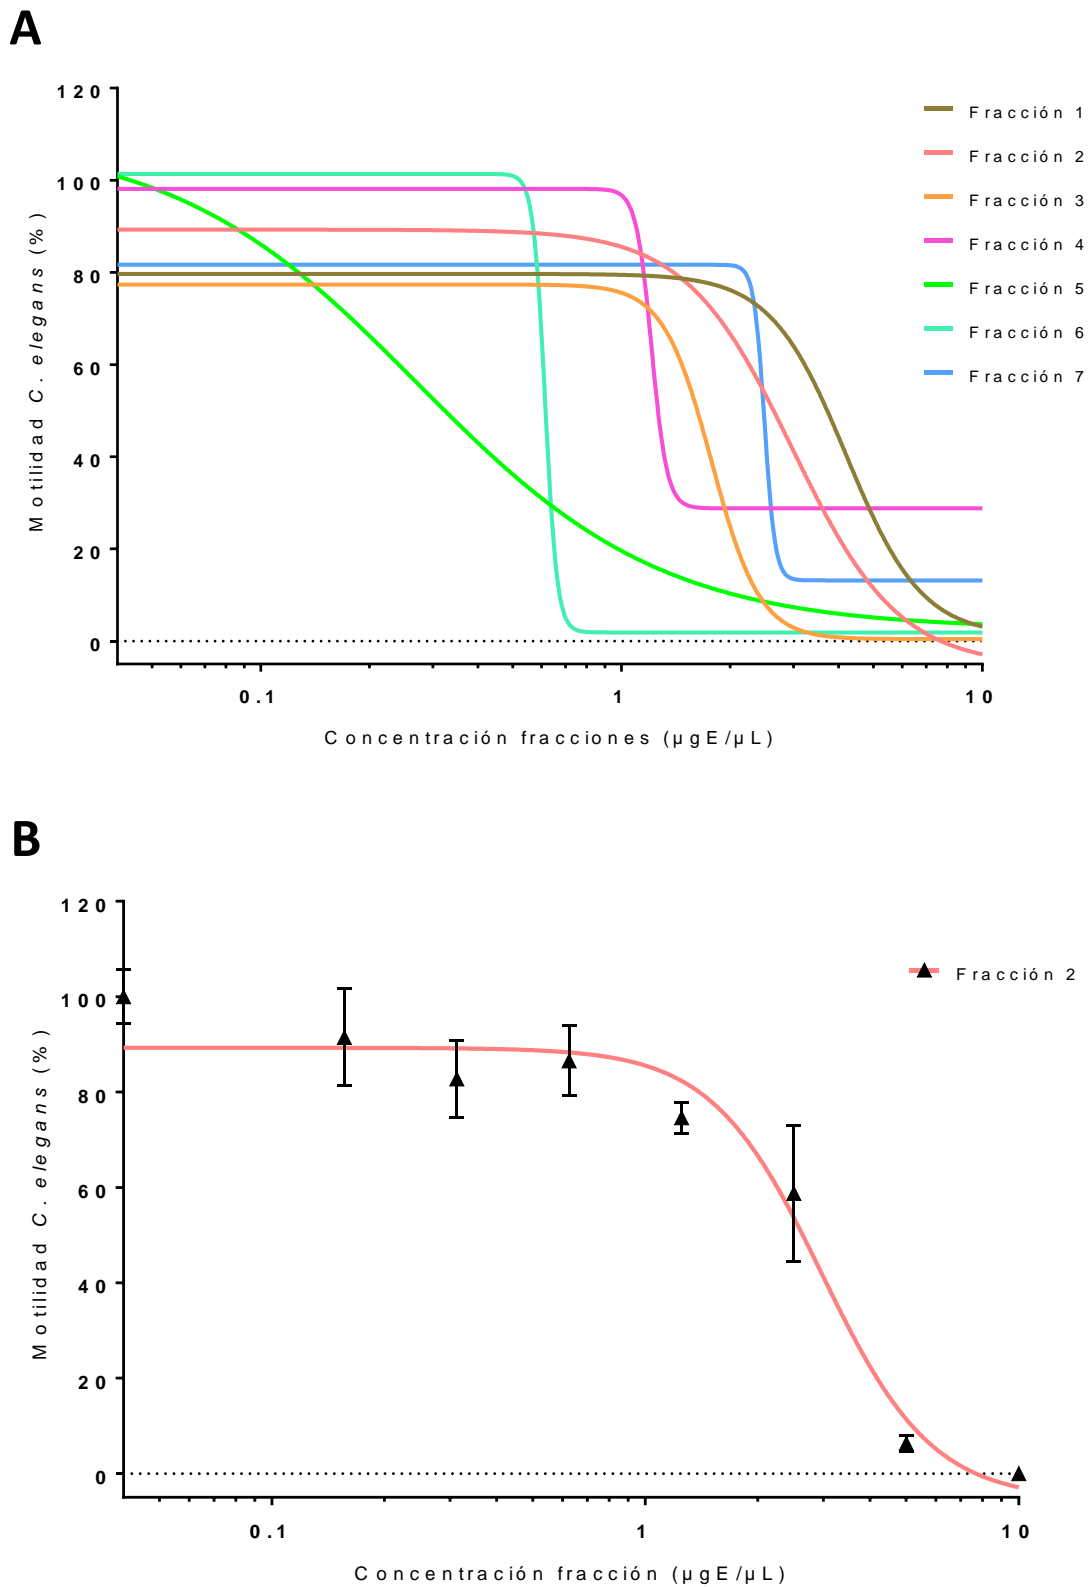 A
120
100
80
60
40
20
0
Motilidad C. elegans (%)
0.1
1
10
Concentración fracciones (µgE/µL)
Fracción 1
Fracción 2
Fracción 3
Fracción 4
Fracción 5
Fracción 6
Fracción 7
B
120
100
80
60
40
20
0
Motilidad C. elegans (%)
0.1
1
10
Concentración fracción (µgE/µL)
Fracción 2